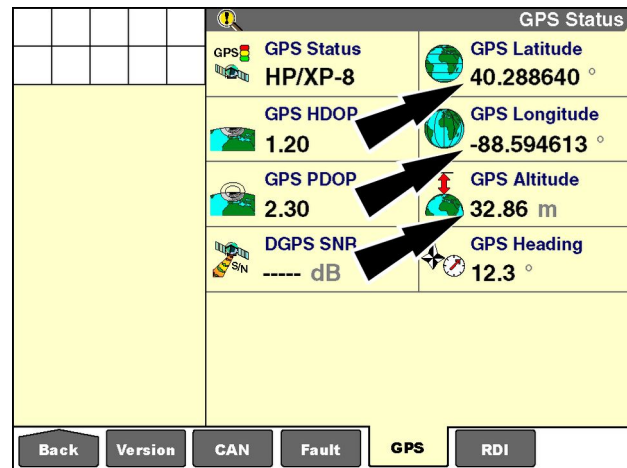 GPS Status
GPS
GPS Status
HP/XP-8
GPS Latitude
40.288640 °
GPS HDOP
1.20
GPS Longitude
-88.594613 °
GPS PDOP
2.30
GPS Altitude
32.86 m
S/N
DGPS SNR
----- dB
GPS Heading
12.3 °
Back
Version
CAN
Fault
GPS
RDI